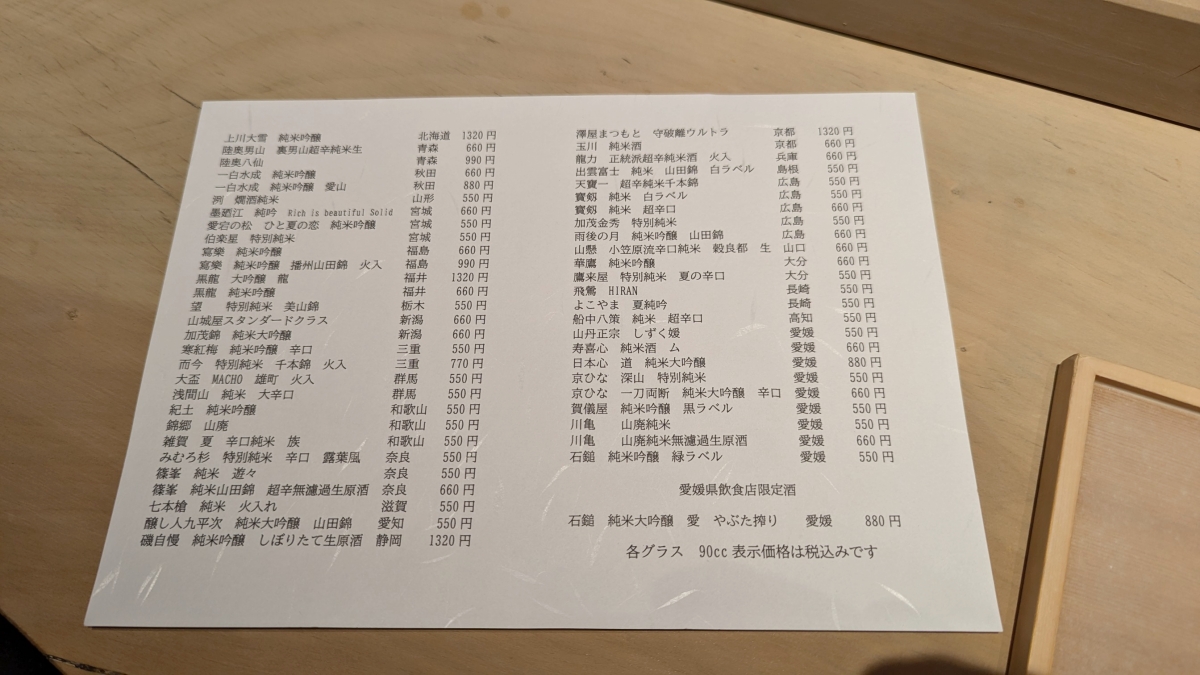 上川大雪 純米吟醸 北海道 1320円
陸奥男山 裏男山超辛純米生 青森 660円
陸奥八仙 青森 990円
一白水成 純米吟醸 秋田 660円
一白水成 純米吟醸 愛山 秋田 880円
洌 燗酒純米 山形 550円
墨廼江 純吟 Rich is beautiful Solid 宮城 660円
愛宕の松 ひと夏の恋 純米吟醸 宮城 550円
伯楽星 特別純米 宮城 550円
寫樂 純米吟醸 福島 660円
寫樂 純米吟醸 播州山田錦 火入 福島 990円
黒龍 大吟醸 龍 福井 1320円
黒龍 純米吟醸 福井 660円
望 特別純米 美山錦 栃木 550円
山城屋スタンダードクラス 新潟 660円
加茂錦 純米大吟醸 新潟 660円
寒紅梅 純米吟醸 辛口 三重 550円
而今 特別純米 千本錦 火入 三重 770円
大盃 MACHO 雄町 火入 群馬 550円
浅間山 純米 大辛口 群馬 550円
紀土 純米吟醸 和歌山 550円
錦郷 山廃 和歌山 550円
雑賀 夏 辛口純米 族 和歌山 550円
みむろ杉 特別純米 辛口 露葉風 奈良 550円
篠峯 純米 遊々 奈良 550円
篠峯 純米山田錦 超辛無濾過生原酒 奈良 660円
七本槍 純米 火入れ 滋賀 550円
醸し人九平次 純米大吟醸 山田錦 愛知 550円
磯自慢 純米吟醸 しぼりたて生原酒 静岡 1320円
澤屋まつもと 守破離ウルトラ 京都 1320円
玉川 純米酒 京都 660円
龍力 正統派超辛純米酒 火入 兵庫 660円
出雲富士 純米 山田錦 白ラベル 島根 550円
天寶一 超辛純米千本錦 広島 550円
寶剱 純米 白ラベル 広島 550円
寶剱 純米 超辛口 広島 660円
加茂金秀 特別純米 広島 550円
雨後の月 純米吟醸 山田錦 広島 660円
山懸 小笠原流辛口純米 穀良都 生 山口 660円
華鷹 純米吟醸 大分 660円
鷹来屋 特別純米 夏の辛口 大分 550円
飛鸞 HIRAN 長崎 550円
よこやま 夏純吟 長崎 550円
船中八策 純米 超辛口 高知 550円
山丹正宗 しずく媛 愛媛 550円
寿喜心 純米酒 ム 愛媛 660円
日本心 道 純米大吟醸 愛媛 880円
京ひな 深山 特別純米 愛媛 550円
京ひな 一刀両断 純米大吟醸 辛口 愛媛 660円
賀儀屋 純米吟醸 黒ラベル 愛媛 550円
川亀 山廃純米 愛媛 550円
川亀 山廃純米無濾過生原酒 愛媛 660円
石鎚 純米吟醸 緑ラベル 愛媛 550円
愛媛県飲食店限定酒
石鎚 純米大吟醸 愛 やぶた搾り 愛媛 880円
各グラス 90cc 表示価格は税込みです